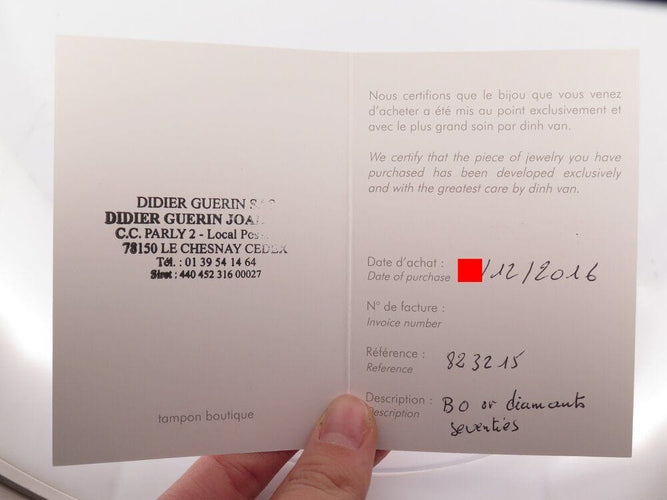 DIDIER GUERIN
DIDIER GUERIN
C.C. PARLY 2 - Local
78150 LE CHESNAY CEDEX
Tél. : 01 39 54 14 64
Siret : 440 452 316 00027
tampon boutique
Nous certifions que le bijou que vous venez
d'acheter a été mis au point exclusivement et
avec le plus grand soin par dinh van.
We certify that the piece of jewelry you have
purchased has been developed exclusively
and with the greatest care by dinh van.
Date d'achat : /12/2016
Date of purchase
N° de facture :
Invoice number
Référence : 823215
Reference
Description : BO or diamants
Description seventies